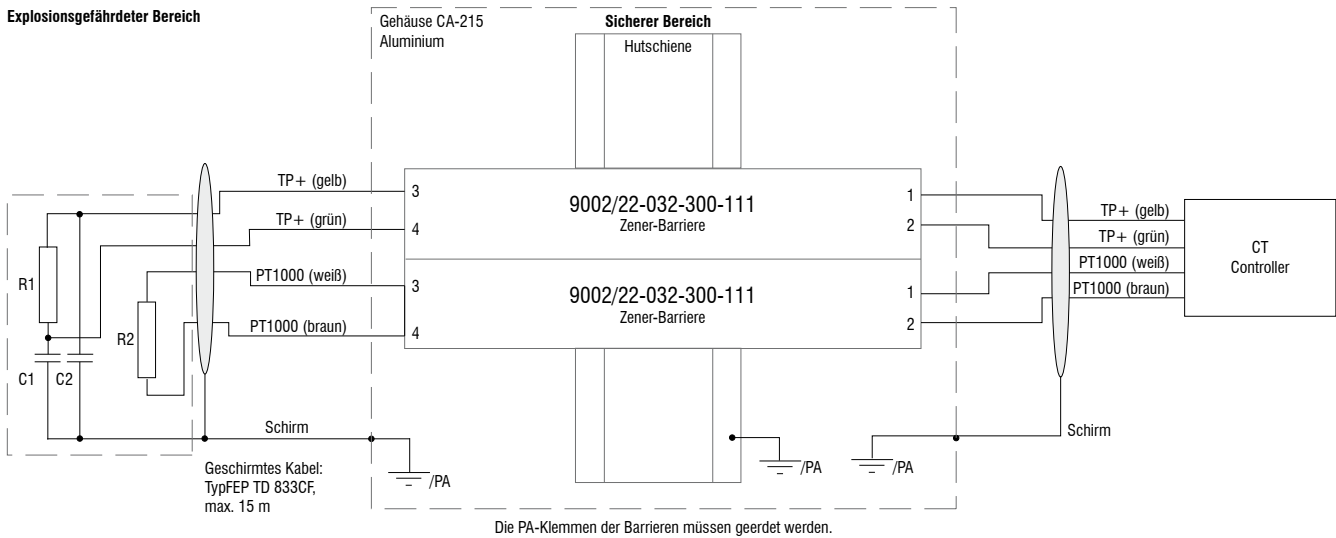 Explosionsgefährdeter Bereich
Gehäuse CA-215
Aluminium
Sicherer Bereich
Hutschiene
TP+ (gelb)
TP+ (grün)
PT1000 (weiß)
PT1000 (braun)
3
4
3
4
9002/22-032-300-111
Zener-Barriere
9002/22-032-300-111
Zener-Barriere
1
2
1
2
TP+ (gelb)
TP+ (grün)
PT1000 (weiß)
PT1000 (braun)
CT
Controller
R1
R2
C1
C2
Schirm
/PA
/PA
/PA
Schirm
Geschirmtes Kabel:
TypFEP TD 833CF,
max. 15 m
Die PA-Klemmen der Barrieren müssen geerdet werden.